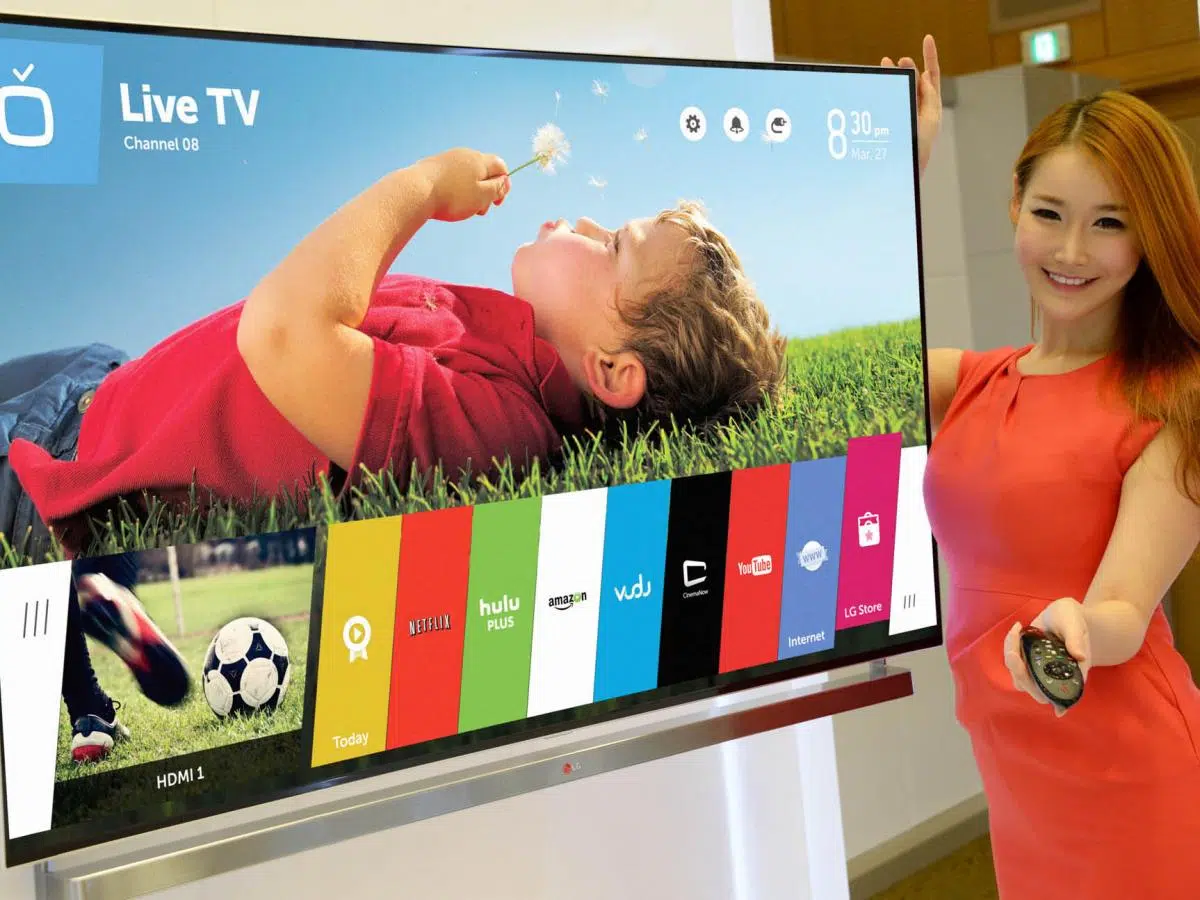 Live TV
Channel 08
8 30 pm
Mar. 27
HDMI 1
Today
NETFLIX
hulu
PLUS
amazon
vudu
CinemaNow
YouTube
www
Internet
LG Store
LG